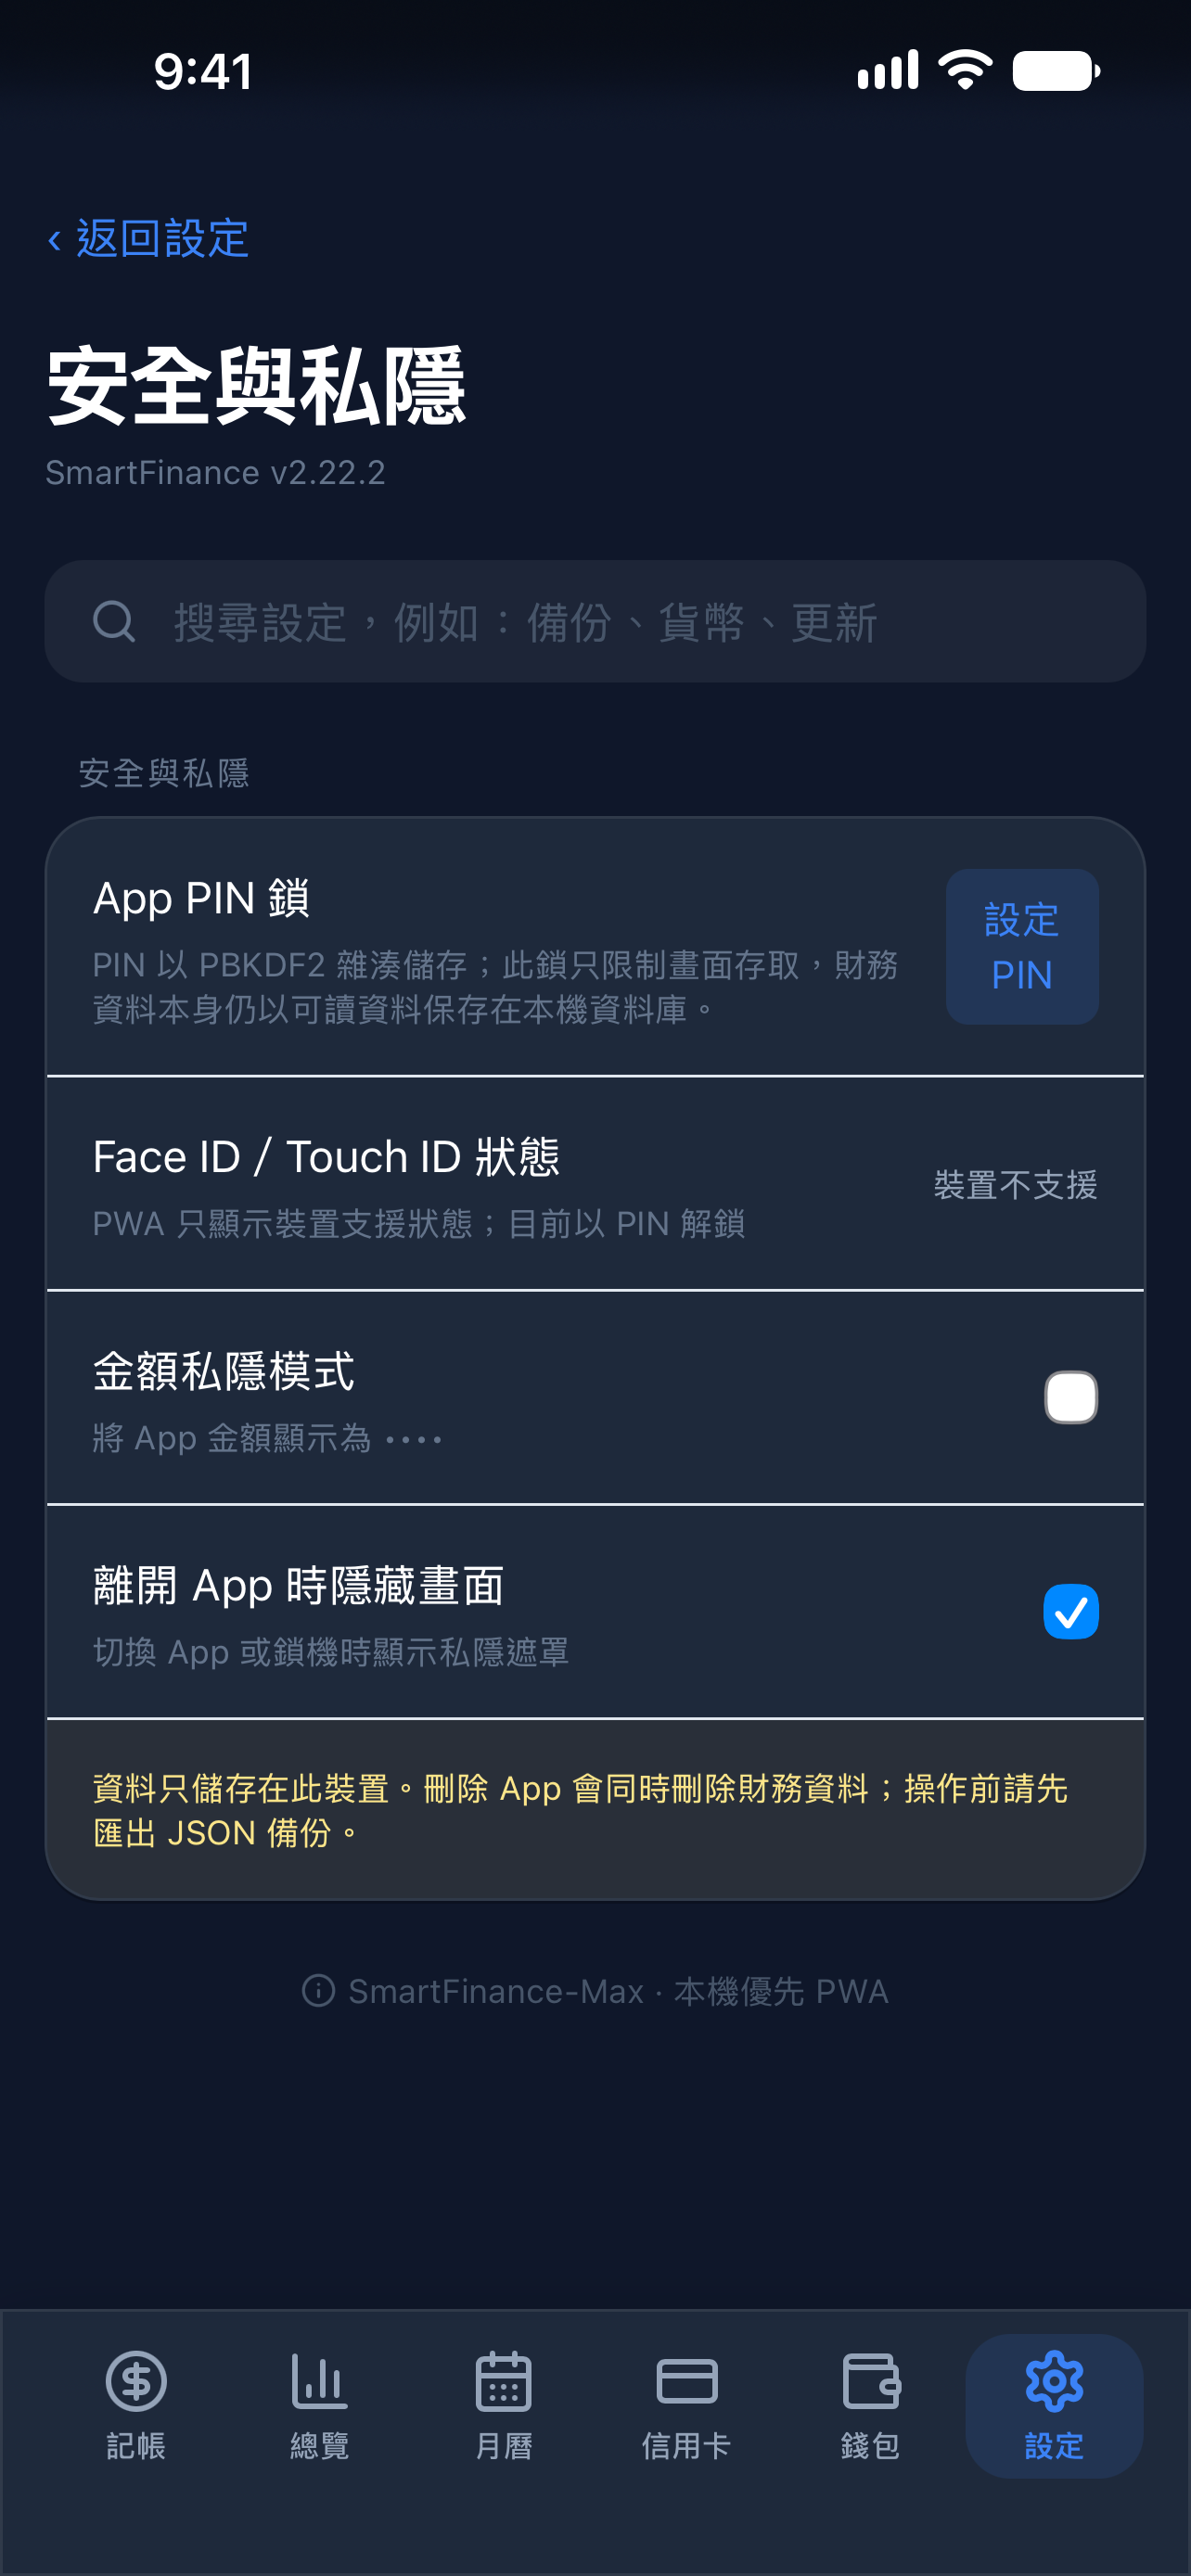 9:41
‹ 返回設定
安全與私隱
SmartFinance v2.22.2
搜尋設定，例如：備份、貨幣、更新
安全與私隱
App PIN 鎖
PIN 以 PBKDF2 雜湊儲存；此鎖只限制畫面存取，財務
資料本身仍以可讀資料保存在本機資料庫。
設定
PIN
Face ID / Touch ID 狀態
PWA 只顯示裝置支援狀態；目前以 PIN 解鎖
裝置不支援
金額私隱模式
將 App 金額顯示為 ••••
離開 App 時隱藏畫面
切換 App 或鎖機時顯示私隱遮罩
資料只儲存在此裝置。刪除 App 會同時刪除財務資料；操作前請先
匯出 JSON 備份。
SmartFinance-Max · 本機優先 PWA
記帳
總覽
月曆
信用卡
錢包
設定